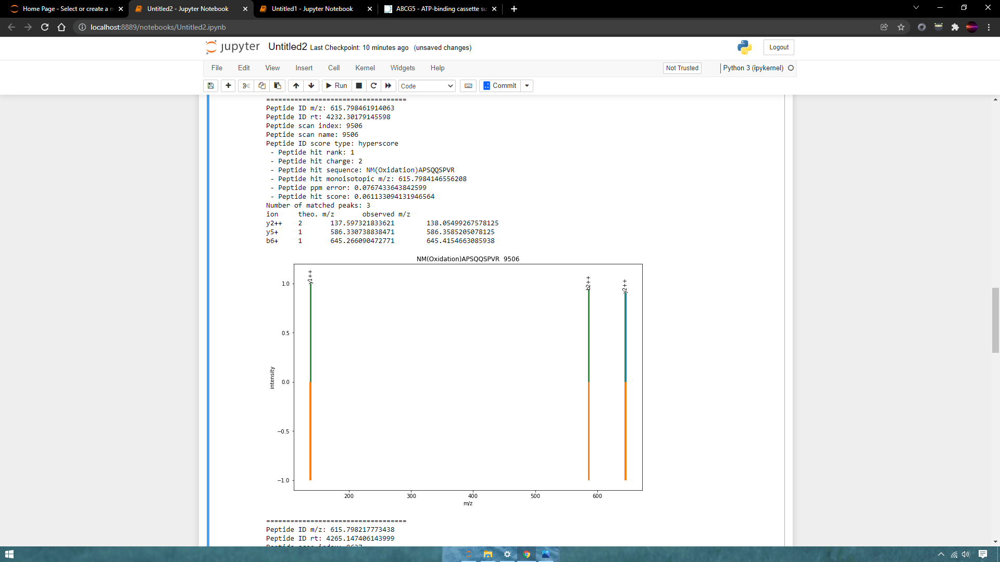 Home Page - Select or create a n
Untitled2 - Jupyter Notebook
Untitled1 - Jupyter Notebook
ABCG5 - ATP-binding cassette su
localhost:8889/notebooks/Untitled2.ipynb
jupyter Untitled2 Last Checkpoint: 10 minutes ago (unsaved changes)
Logout
File Edit View Insert Cell Kernel Widgets Help
Not Trusted
Python 3 (ipykernel)
Run
Code
Commit
===================================
Peptide ID m/z: 615.798461914063
Peptide ID rt: 4232.30179145598
Peptide scan index: 9506
Peptide scan name: 9506
Peptide ID score type: hyperscore
- Peptide hit rank: 1
- Peptide hit charge: 2
- Peptide hit sequence: NM(Oxidation)APSQQSPVR
- Peptide hit monoisotopic m/z: 615.7984146556208
- Peptide ppm error: 0.0767433643842599
- Peptide hit score: 0.061133094131946564
Number of matched peaks: 3
ion theo. m/z observed m/z
y2++ 2 137.597321833621 138.05499267578125
y5+ 1 586.330738838471 586.3585205078125
b6+ 1 645.266090472771 645.4154663085938
NM(Oxidation)APSQQSPVR 9506
y1++
b2++
y2++
1.0
0.5
0.0
−0.5
−1.0
intensity
200 300 400 500 600
m/z
===================================
Peptide ID m/z: 615.798217773438
Peptide ID rt: 4265.147406143999